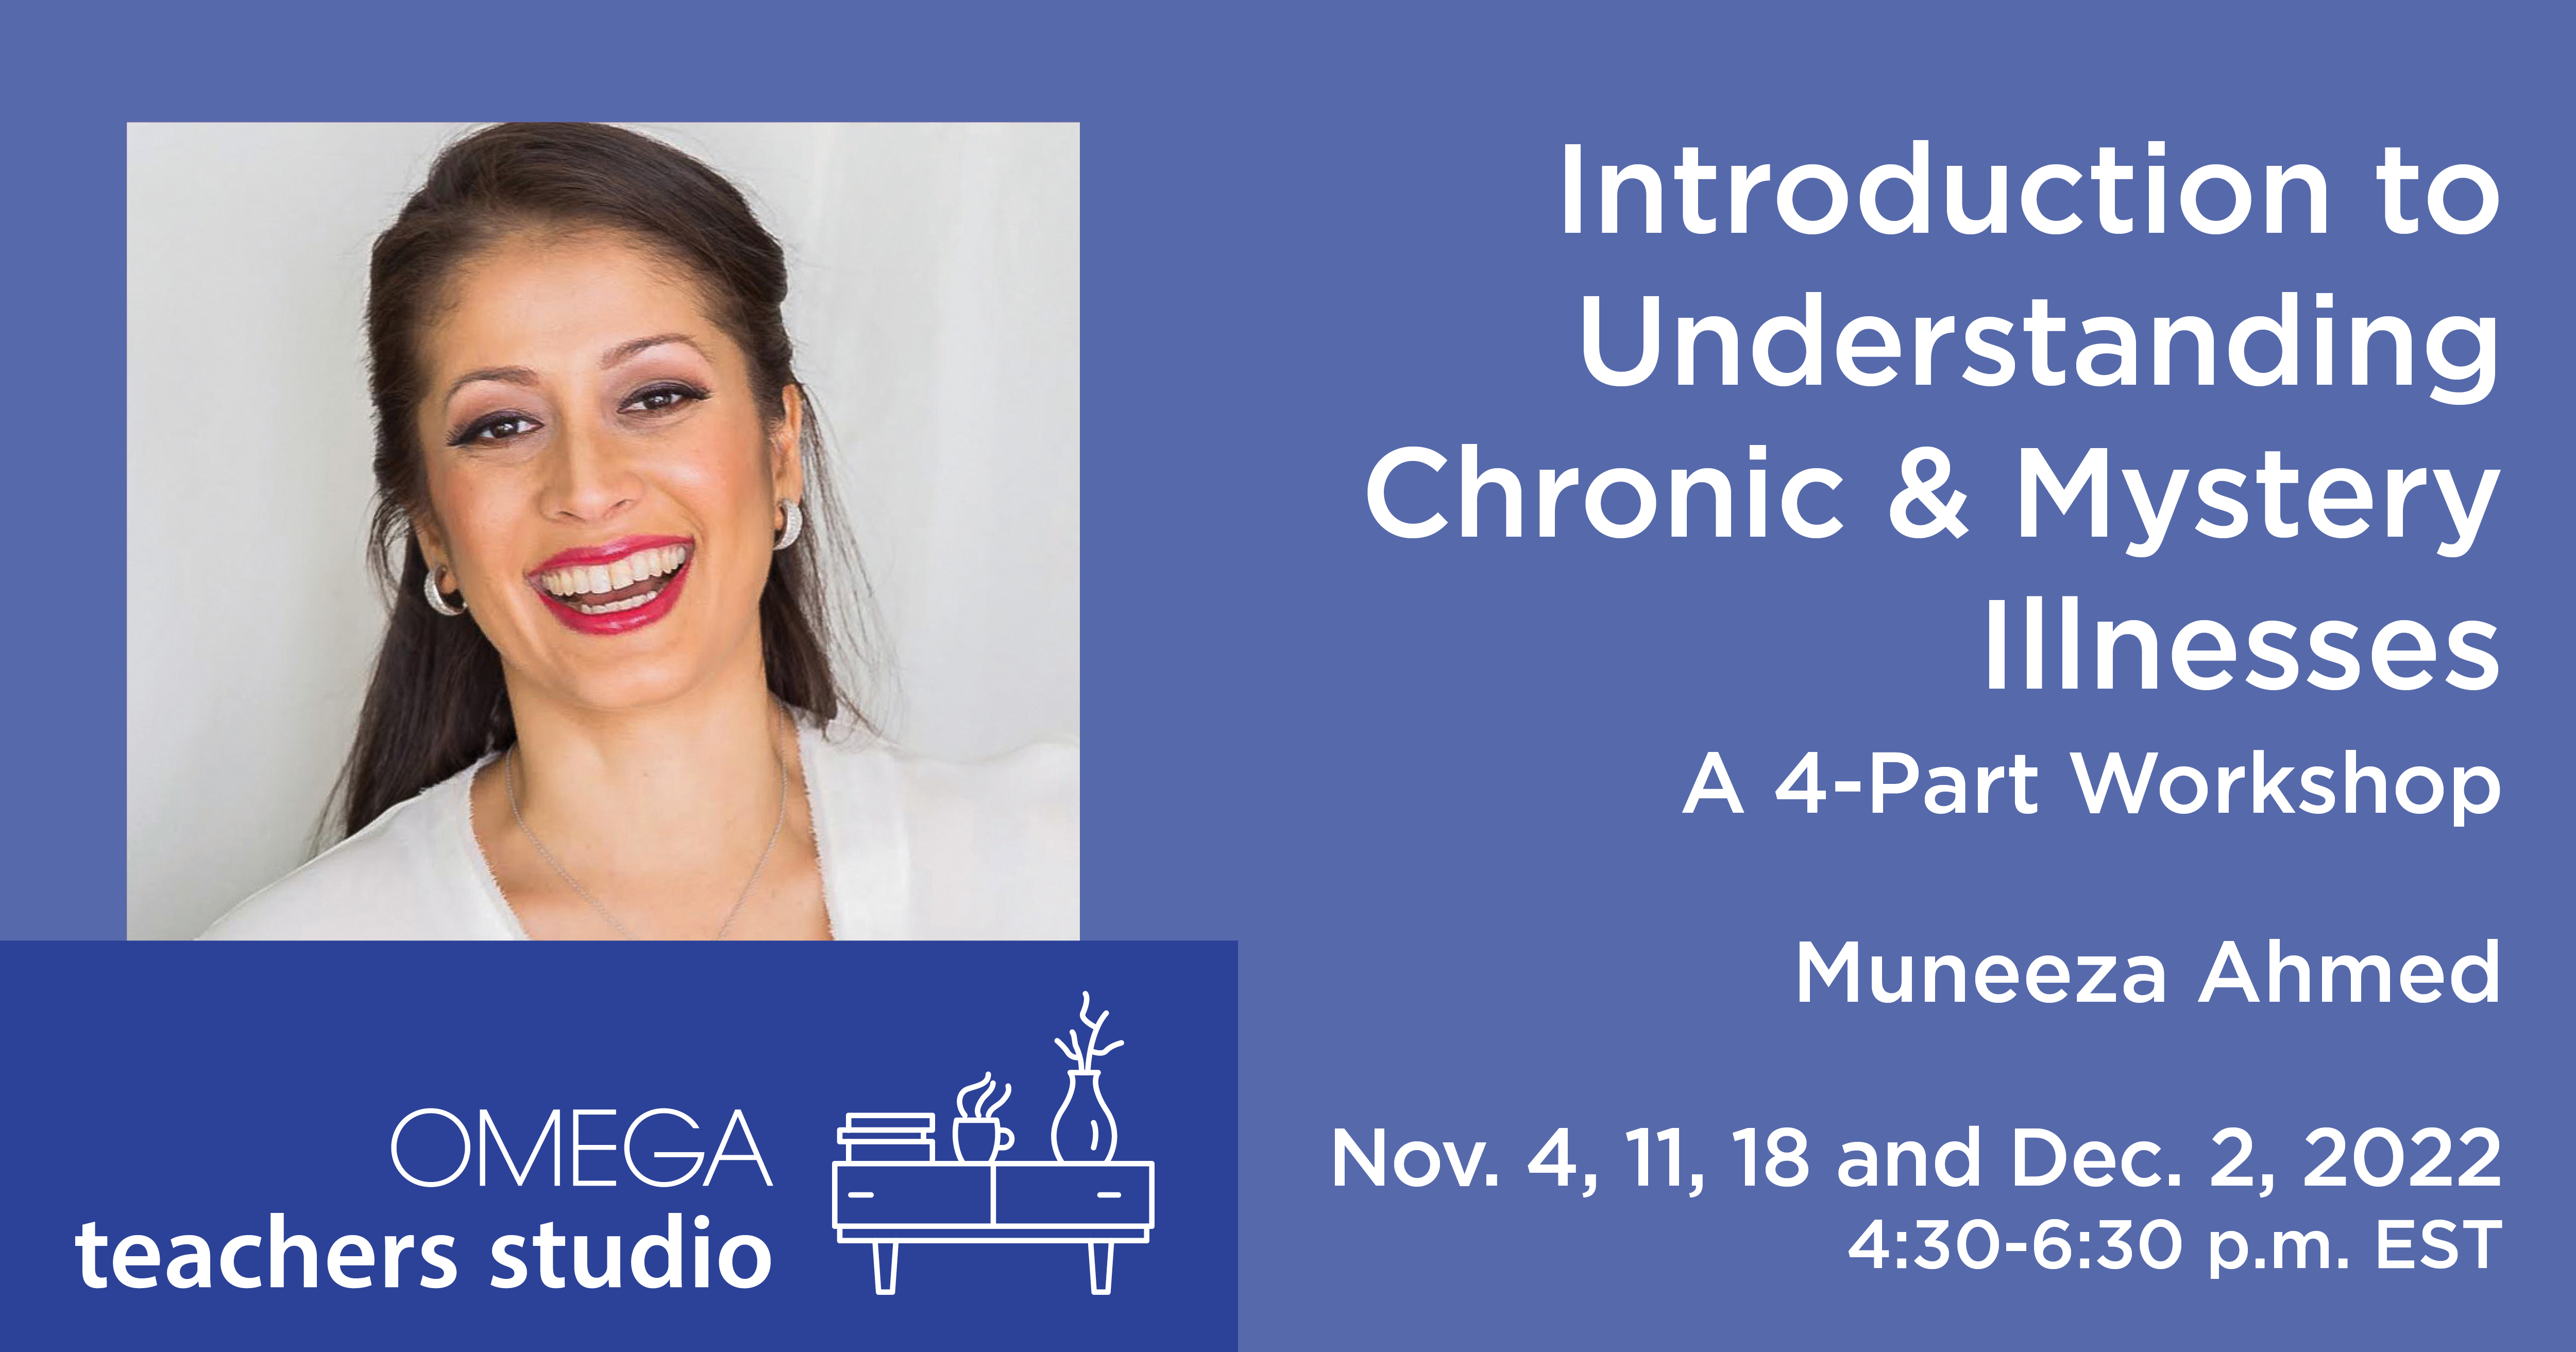 Introduction to
Understanding
Chronic & Mystery
Illnesses
A 4-Part Workshop
Muneeza Ahmed
Nov. 4, 11, 18 and Dec. 2, 2022
4:30-6:30 p.m. EST
OMEGA
teachers studio